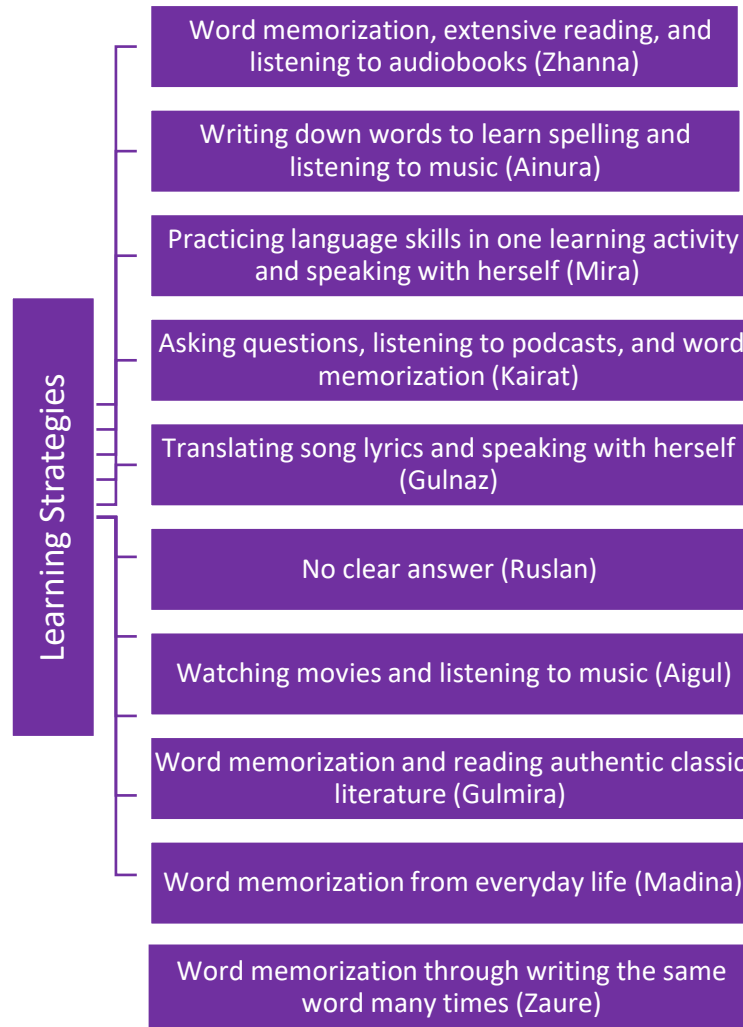 Learning Strategies
Word memorization, extensive reading, and
listening to audiobooks (Zhanna)
Writing down words to learn spelling and
listening to music (Ainura)
Practicing language skills in one learning activity
and speaking with herself (Mira)
Asking questions, listening to podcasts, and word
memorization (Kairat)
Translating song lyrics and speaking with herself
(Gulnaz)
No clear answer (Ruslan)
Watching movies and listening to music (Aigul)
Word memorization and reading authentic classic
literature (Gulmira)
Word memorization from everyday life (Madina)
Word memorization through writing the same
word many times (Zaure)